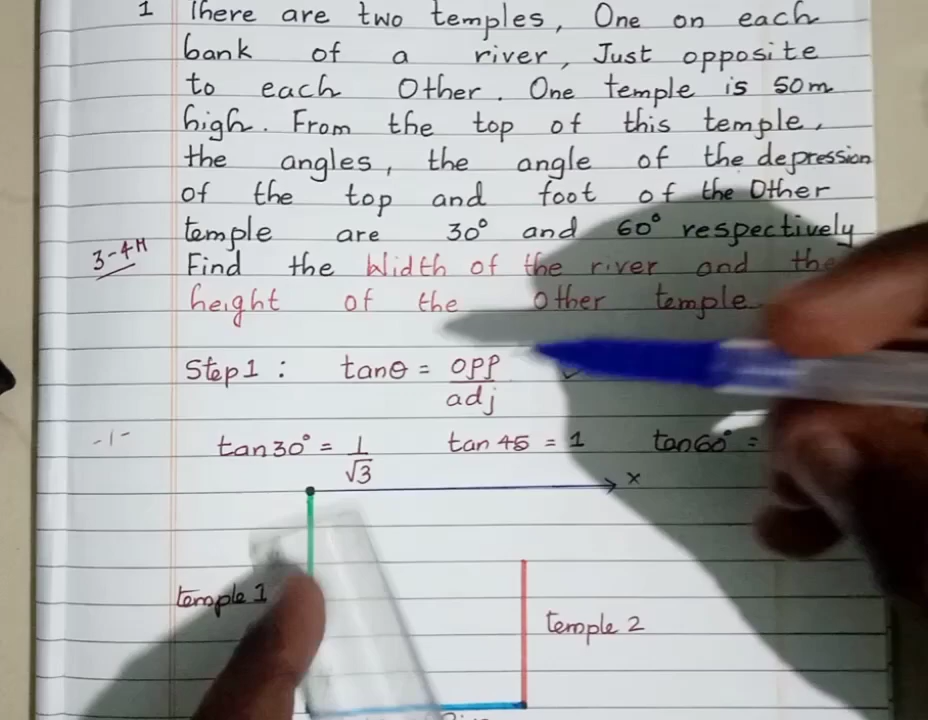 1 There are two temples, One on each
bank of a river, Just opposite
to each Other. One temple is 50m
high. From the top of this temple,
the angles, the angle of the depression
of the top and foot of the Other
temple are 30° and 60° respectively
3-4M
Find the Width of the river and the
height of the Other temple
Step1 : tanθ = opp/adj
-1-
tan30° = 1/√3 tan 45 = 1 tan60° =
x
temple 1
temple 2